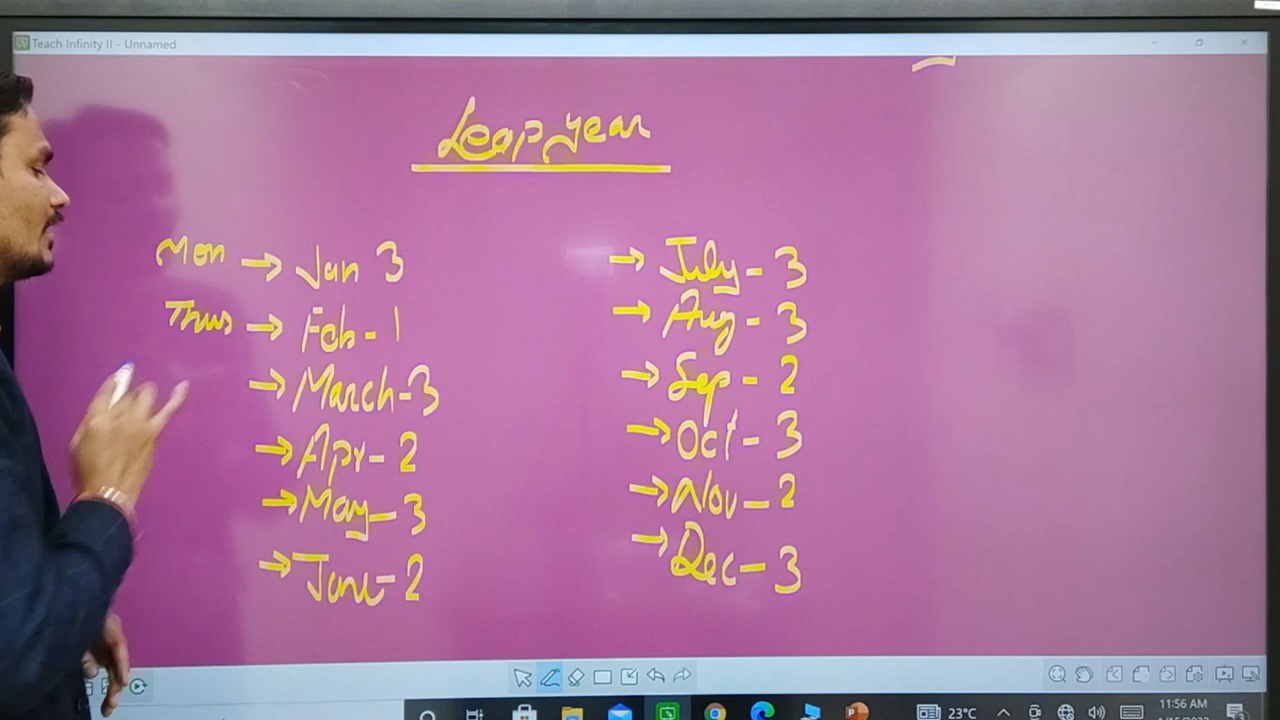 Teach Infinity II - Unnamed
Leap year
Mon → Jan 3
Thus → Feb - 1
→ March - 3
→ Apr - 2
→ May - 3
→ June - 2
→ July - 3
→ Aug - 3
→ Sep - 2
→ Oct - 3
→ Nov - 2
→ Dec - 3
23°C
11:56 AM